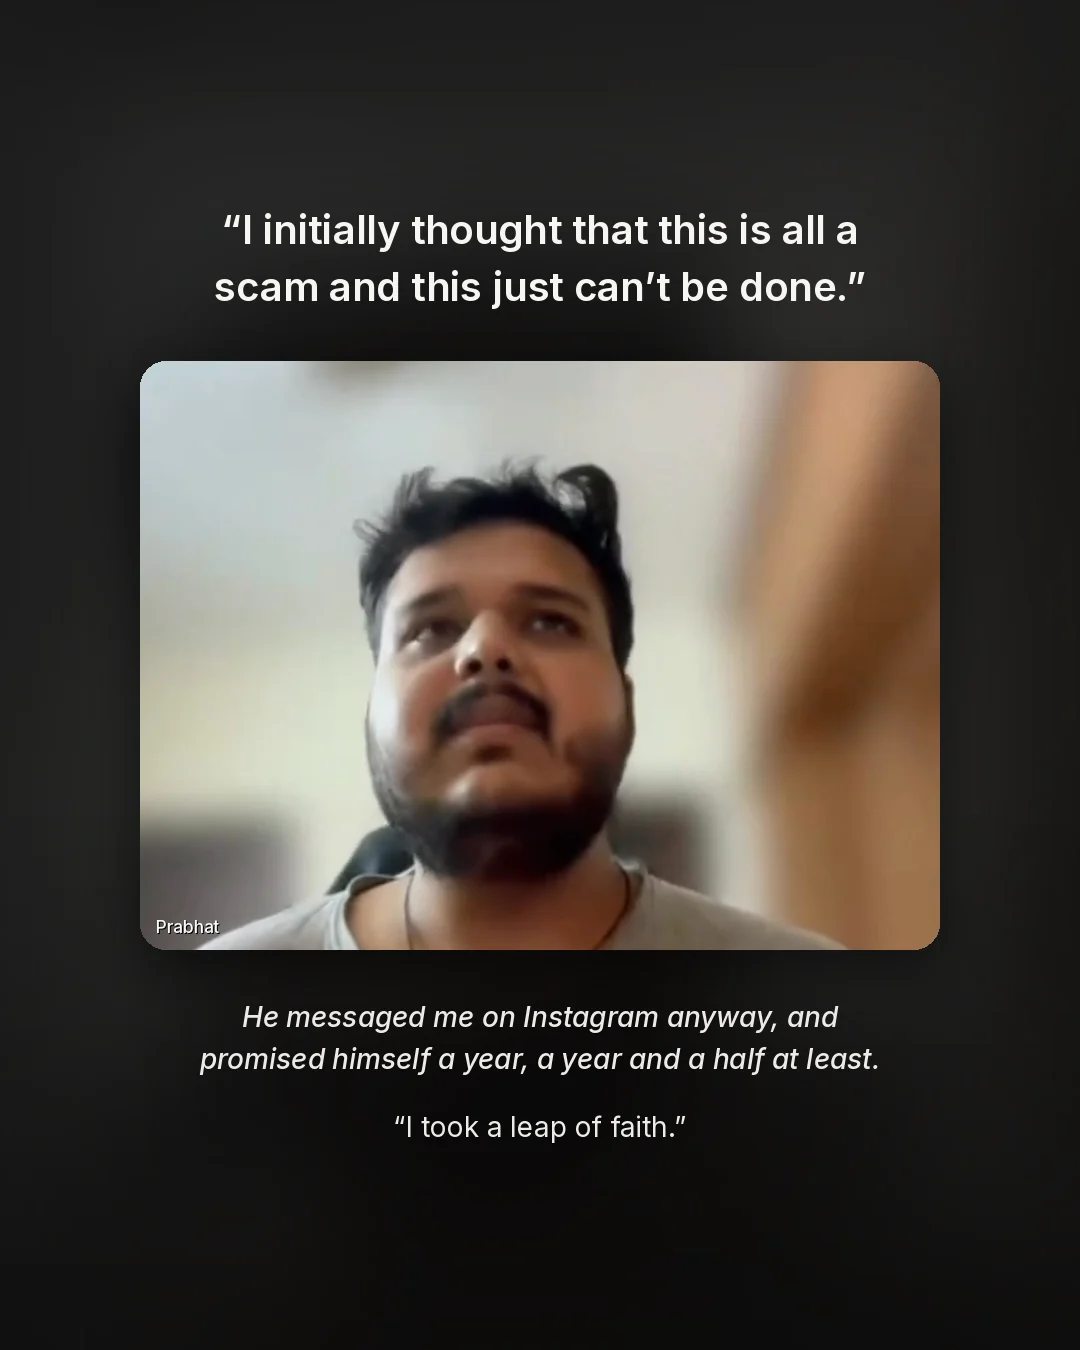 “I initially thought that this is all a
scam and this just can’t be done.”
Prabhat
He messaged me on Instagram anyway, and
promised himself a year, a year and a half at least.
“I took a leap of faith.”